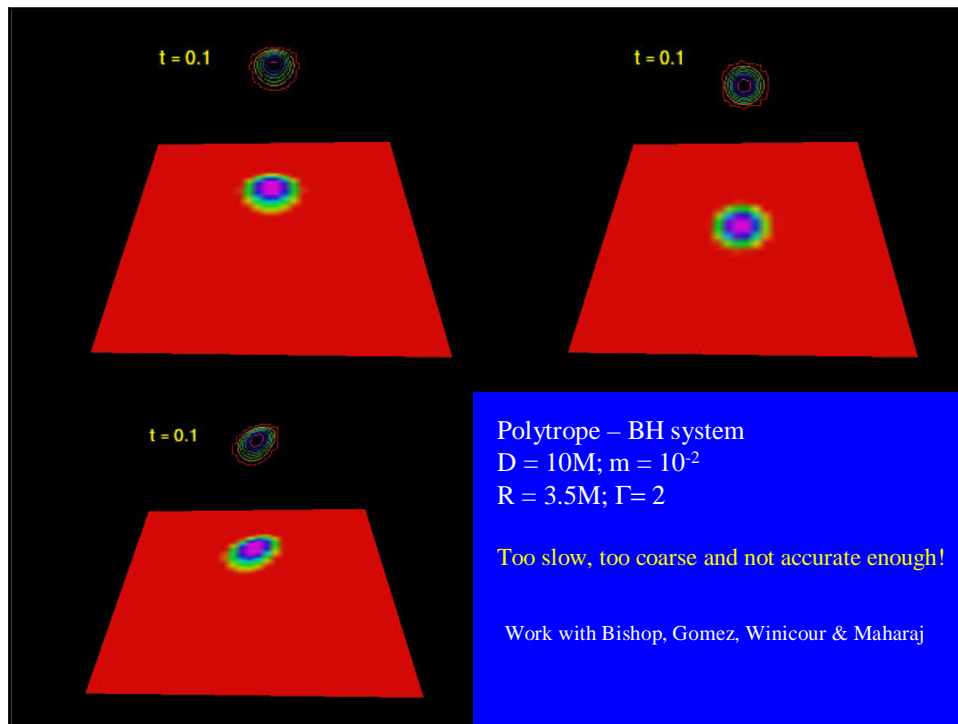 t = 0.1
t = 0.1
t = 0.1
Polytrope – BH system
D = 10M; m = 10⁻²
R = 3.5M; Γ= 2
Too slow, too coarse and not accurate enough!
Work with Bishop, Gomez, Winicour & Maharaj